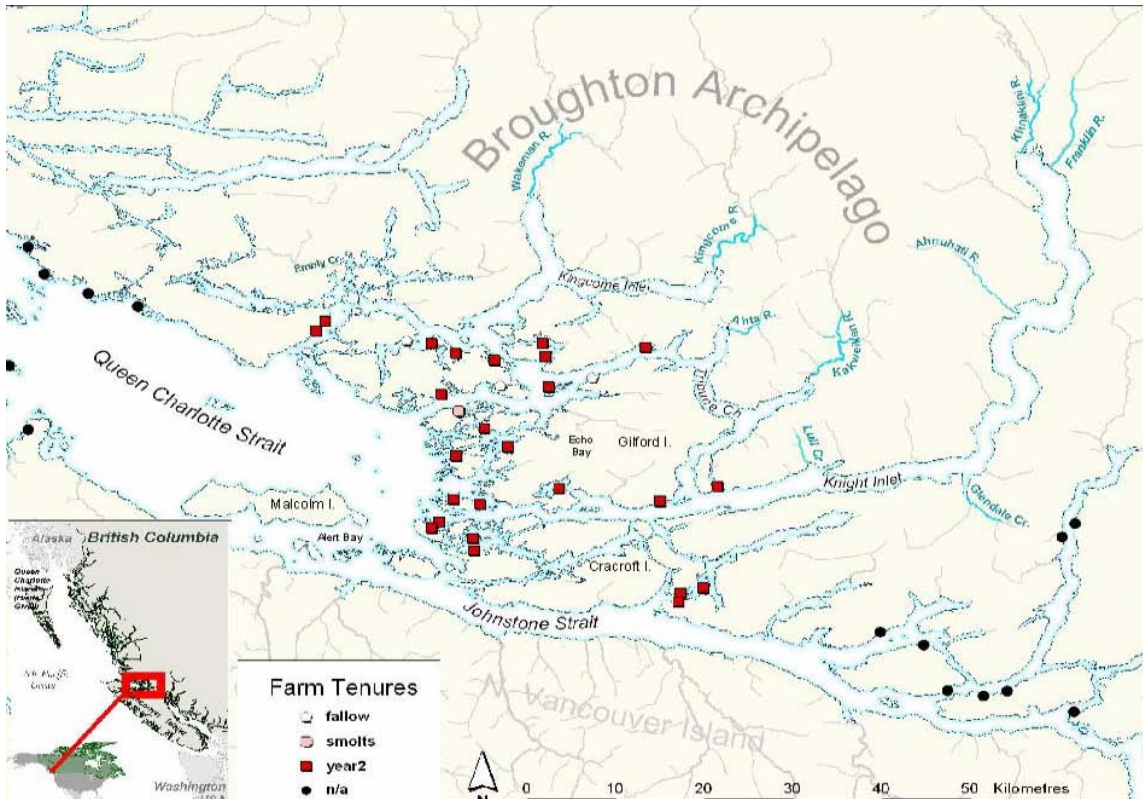 Broughton Archipelago
Wakeman R.
Klinaklini R.
Franklin R.
Kingcome R.
Ahnuhati R.
Kingcome Inlet
Ahta R.
Kakweiken R.
Queen Charlotte Strait
Tribune Ch.
Echo
Bay
Gilford I.
Lull Cr
Knight Inlet
Glendale Cr.
Malcolm I.
Alert Bay
Cracroft I.
Johnstone Strait
N. Vancouver Island
Alaska
British Columbia
Queen
Charlotte
Washington
Farm Tenures
fallow
smolts
year2
n/a
N
0 10 20 30 40 50 Kilometres